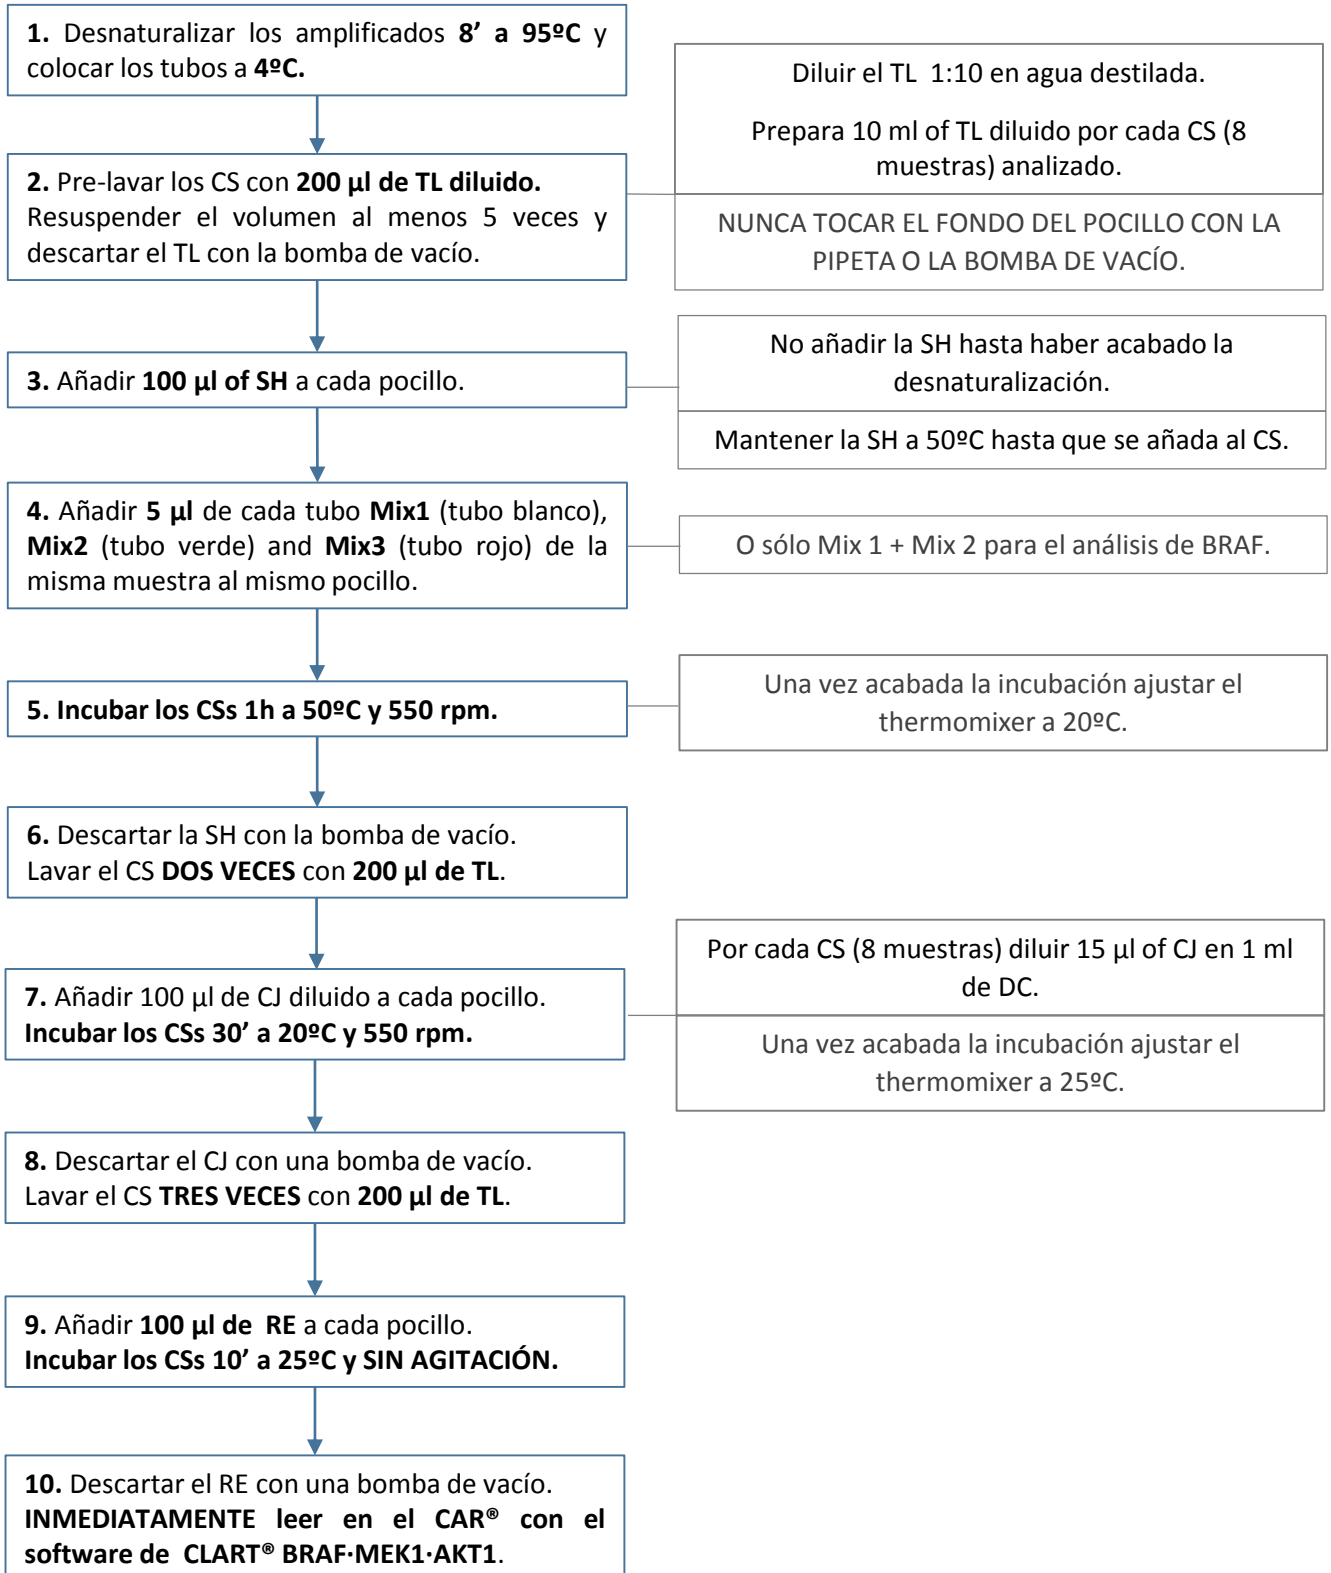 1. Desnaturalizar los amplificados 8’ a 95ºC y
colocar los tubos a 4ºC.
Diluir el TL 1:10 en agua destilada.
Prepara 10 ml of TL diluido por cada CS (8
muestras) analizado.
2. Pre-lavar los CS con 200 µl de TL diluido.
Resuspender el volumen al menos 5 veces y
descartar el TL con la bomba de vacío.
NUNCA TOCAR EL FONDO DEL POCILLO CON LA
PIPETA O LA BOMBA DE VACÍO.
3. Añadir 100 µl of SH a cada pocillo.
No añadir la SH hasta haber acabado la
desnaturalización.
Mantener la SH a 50ºC hasta que se añada al CS.
4. Añadir 5 µl de cada tubo Mix1 (tubo blanco),
Mix2 (tubo verde) and Mix3 (tubo rojo) de la
misma muestra al mismo pocillo.
O sólo Mix 1 + Mix 2 para el análisis de BRAF.
5. Incubar los CSs 1h a 50ºC y 550 rpm.
Una vez acabada la incubación ajustar el
thermomixer a 20ºC.
6. Descartar la SH con la bomba de vacío.
Lavar el CS DOS VECES con 200 µl de TL.
7. Añadir 100 µl de CJ diluido a cada pocillo.
Incubar los CSs 30’ a 20ºC y 550 rpm.
Por cada CS (8 muestras) diluir 15 µl of CJ en 1 ml
de DC.
Una vez acabada la incubación ajustar el
thermomixer a 25ºC.
8. Descartar el CJ con una bomba de vacío.
Lavar el CS TRES VECES con 200 µl de TL.
9. Añadir 100 µl de RE a cada pocillo.
Incubar los CSs 10’ a 25ºC y SIN AGITACIÓN.
10. Descartar el RE con una bomba de vacío.
INMEDIATAMENTE leer en el CAR® con el
software de CLART® BRAF·MEK1·AKT1.